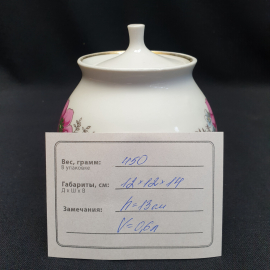 Вес, грамм: 1150
В упаковке
Габариты, см: 12×12×19
Д х Ш х В
Замечания: h=13см
V=0,6л